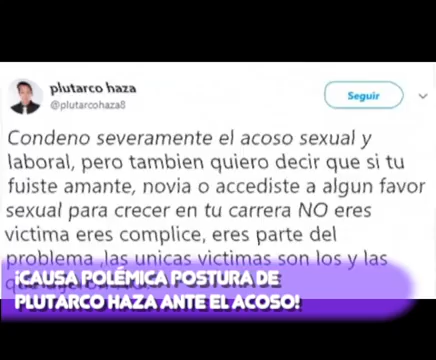 plutarco haza
@plutarcohaza8
Seguir
Condeno severamente el acoso sexual y
laboral, pero tambien quiero decir que si tu
fuiste amante, novia o accediste a algun favor
sexual para crecer en tu carrera NO eres
victima eres complice, eres parte del
problema ,las unicas victimas son los y las
¡CAUSA POLÉMICA POSTURA DE
PLUTARCO HAZA ANTE EL ACOSO!